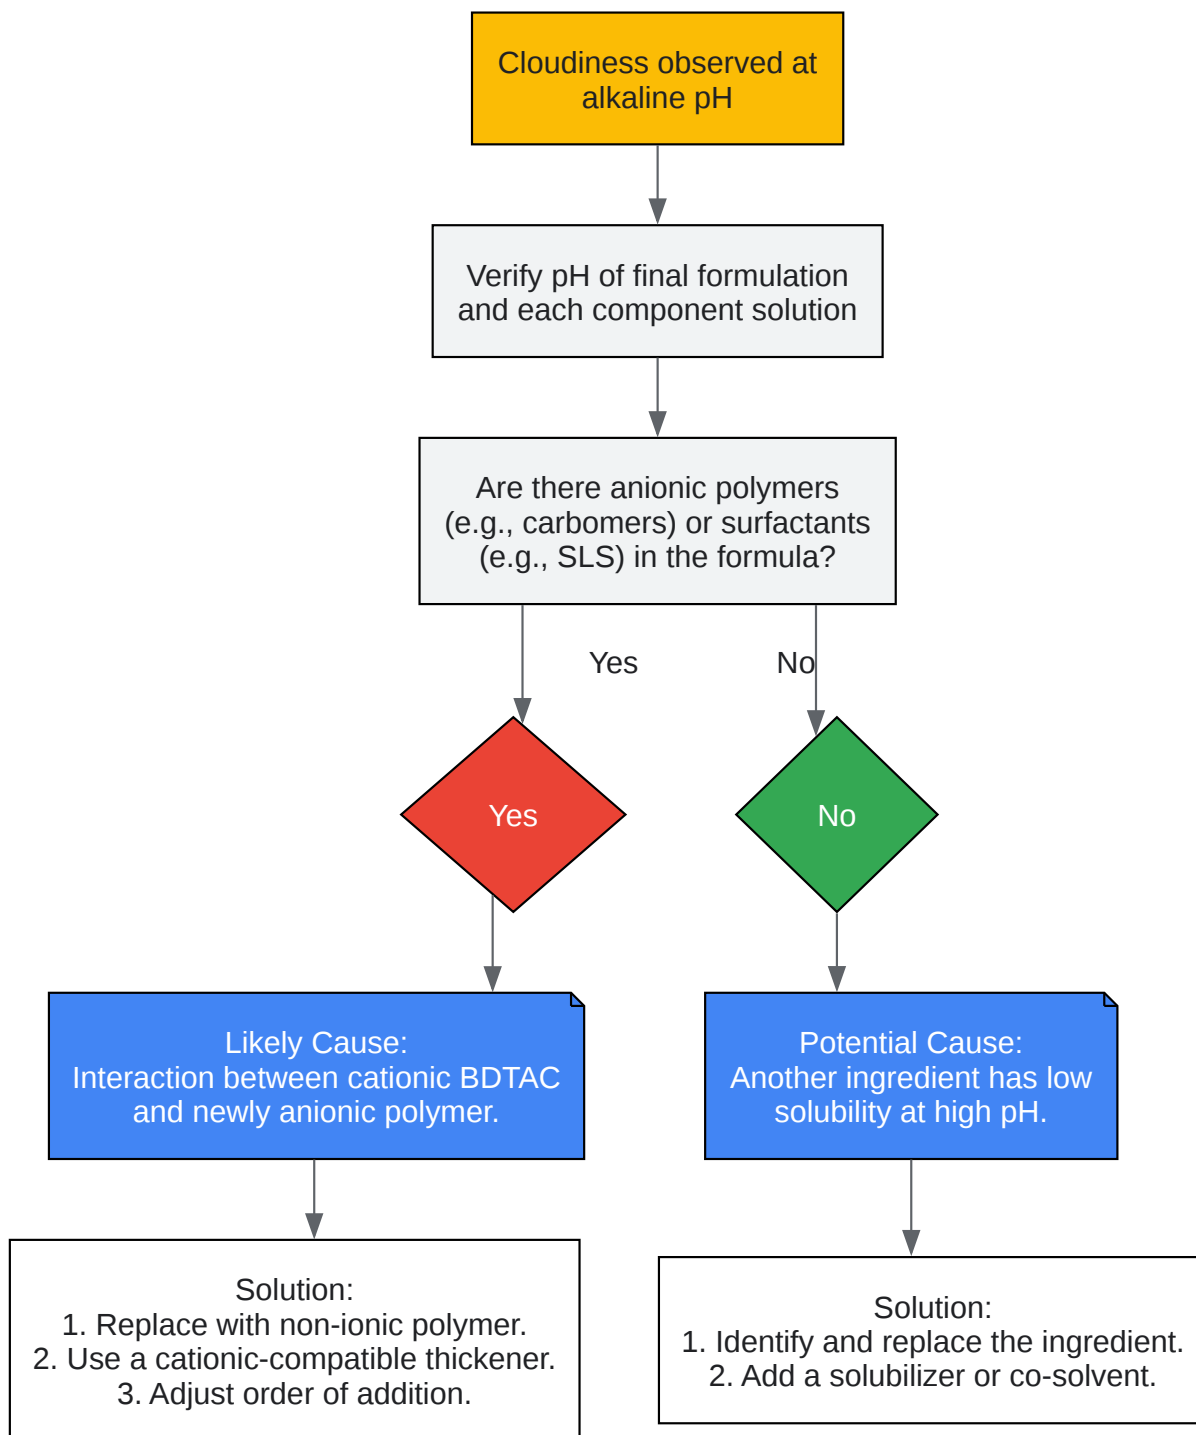 Cloudiness observed at
alkaline pH
Verify pH of final formulation
and each component solution
Are there anionic polymers
(e.g., carbomers) or surfactants
(e.g., SLS) in the formula?
Yes
No
Yes
No
Likely Cause:
Interaction between cationic BDTAC
and newly anionic polymer.
Potential Cause:
Another ingredient has low
solubility at high pH.
Solution:
1. Replace with non-ionic polymer.
2. Use a cationic-compatible thickener.
3. Adjust order of addition.
Solution:
1. Identify and replace the ingredient.
2. Add a solubilizer or co-solvent.